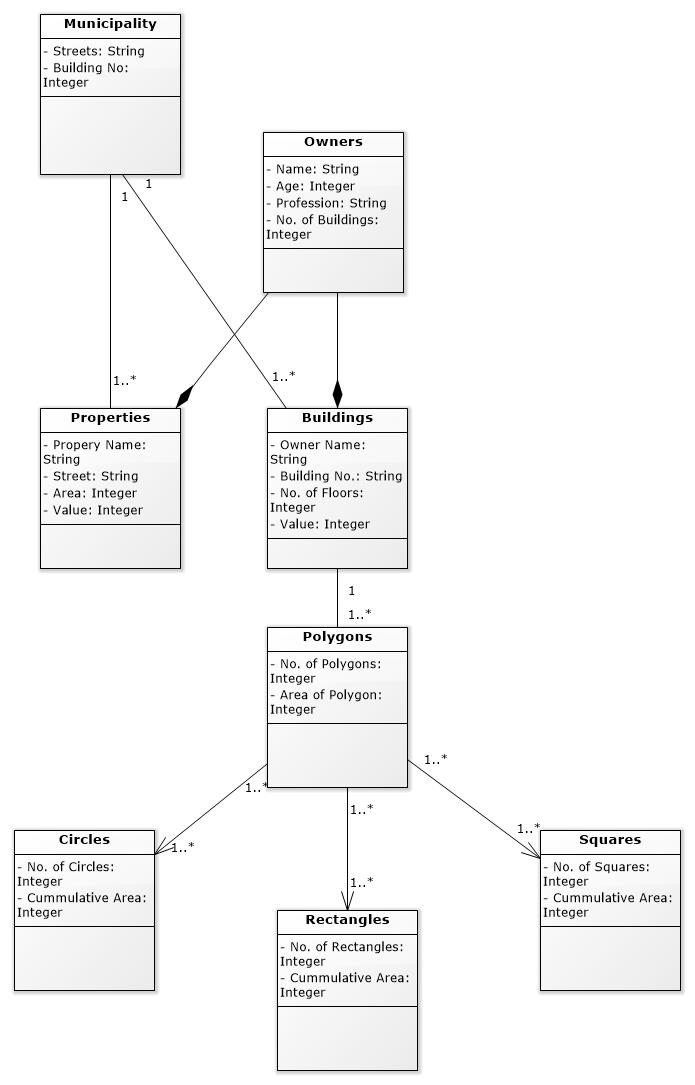 Municipality
- Streets: String
- Building No:
Integer
Owners
- Name: String
- Age: Integer
- Profession: String
- No. of Buildings:
Integer
1
1
1..*
1..*
Properties
- Propery Name:
String
- Street: String
- Area: Integer
- Value: Integer
Buildings
- Owner Name:
String
- Building No.: String
- No. of Floors:
Integer
- Value: Integer
1
1..*
Polygons
- No. of Polygons:
Integer
- Area of Polygon:
Integer
1..*
1..*
1..*
1..*
1..*
1..*
Circles
- No. of Circles:
Integer
- Cummulative Area:
Integer
Rectangles
- No. of Rectangles:
Integer
- Cummulative Area:
Integer
Squares
- No. of Squares:
Integer
- Cummulative Area:
Integer